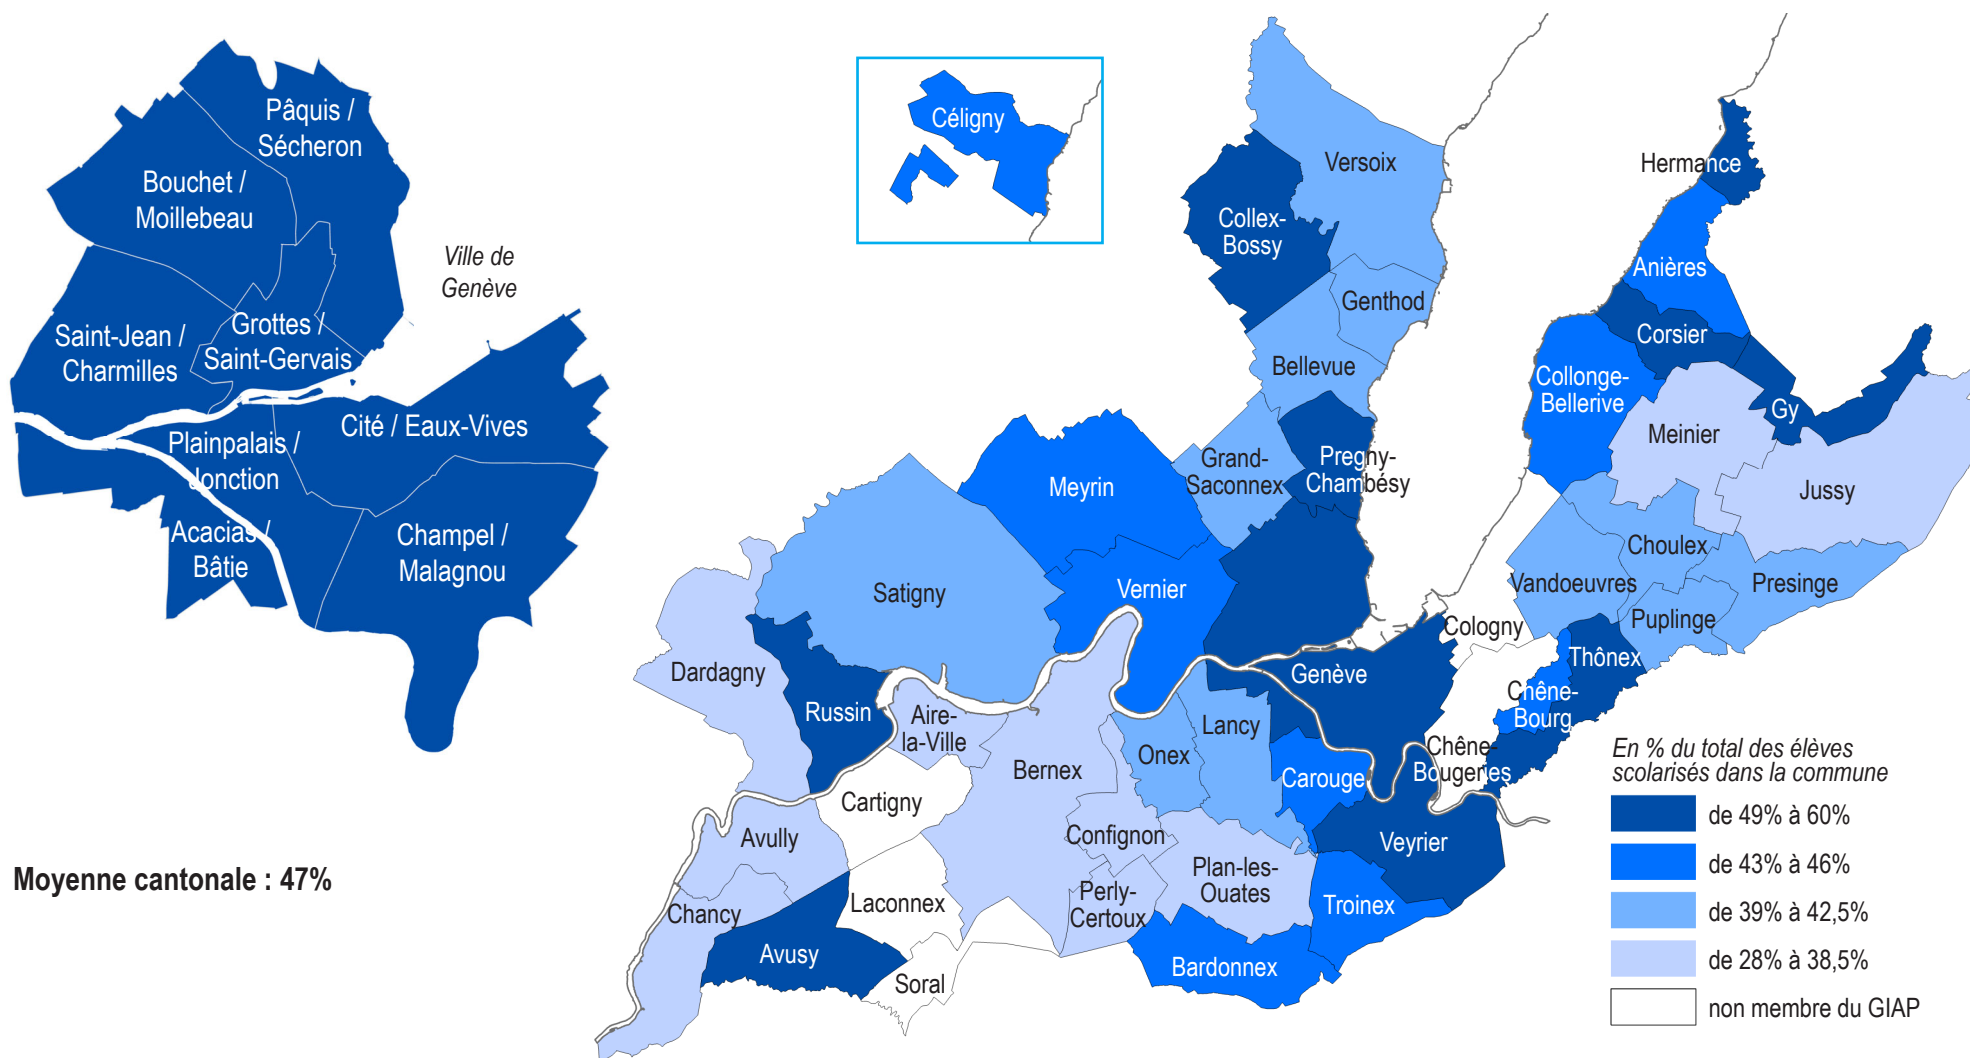 Pâquis /
Sécheron
Bouchet /
Moillebeau
Ville de
Genève
Saint-Jean /
Charmilles
Grottes /
Saint-Gervais
Cité / Eaux-Vives
Plainpalais /
Jonction
Acacias /
Bâtie
Champel /
Malagnou
Moyenne cantonale : 47%
Céligny
Versoix
Collex-
Bossy
Genthod
Bellevue
Hermance
Anières
Corsier
Collonge-
Bellerive
Gy
Meinier
Jussy
Grand-
Saconnex
Pregny-
Chambésy
Meyrin
Vernier
Satigny
Choulex
Vandoeuvres
Presinge
Puplinge
Cologny
Thônex
Chêne-
Bourg
Chêne-
Bougeries
Genève
Dardagny
Russin
Aire-
la-Ville
Bernex
Onex
Lancy
Carouge
Veyrier
Cartigny
Avully
Confignon
Plan-les-
Ouates
Perly-
Certoux
Troinex
Chancy
Laconnex
Avusy
Soral
Bardonnex
En % du total des élèves
scolarisés dans la commune
de 49% à 60%
de 43% à 46%
de 39% à 42,5%
de 28% à 38,5%
non membre du GIAP